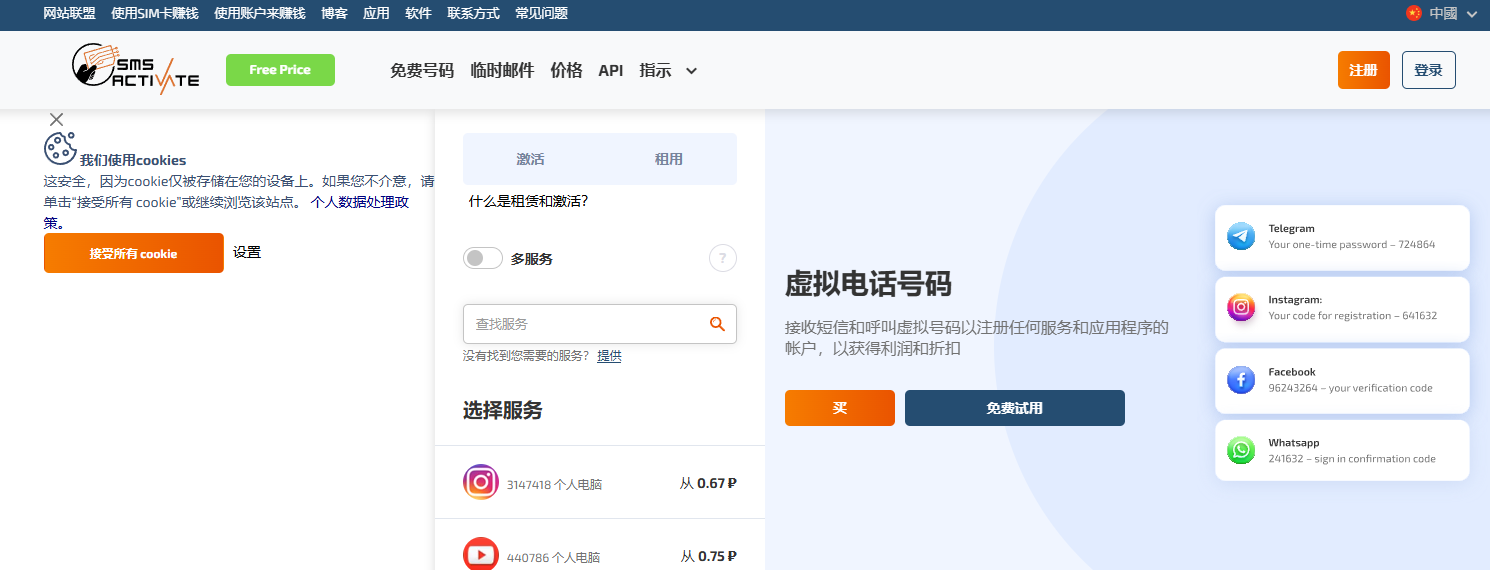 网站联盟 使用SIM卡赚钱 使用账户来赚钱 博客 应用 软件 联系方式 常见问题 中國
SMS
ACTIVATE
Free Price 免费号码 临时邮件 价格 API 指示 注册 登录
我们使用cookies
这安全，因为cookie仅被存储在您的设备上。如果您不介意，请
单击“接受所有 cookie”或继续浏览该站点。 个人数据处理政
策。
接受所有 cookie 设置
激活 租用
什么是租赁和激活?
多服务 ?
查找服务
没有找到您需要的服务? 提供
选择服务
3147418 个人电脑 从 0.67 ₽
440786 个人电脑 从 0.75 ₽
虚拟电话号码
接收短信和呼叫虚拟号码以注册任何服务和应用程序的
帐户，以获得利润和折扣
买 免费试用
Telegram
Your one-time password – 724864
Instagram:
Your code for registration – 641632
Facebook
96243264 – your verification code
Whatsapp
241632 – sign in confirmation code